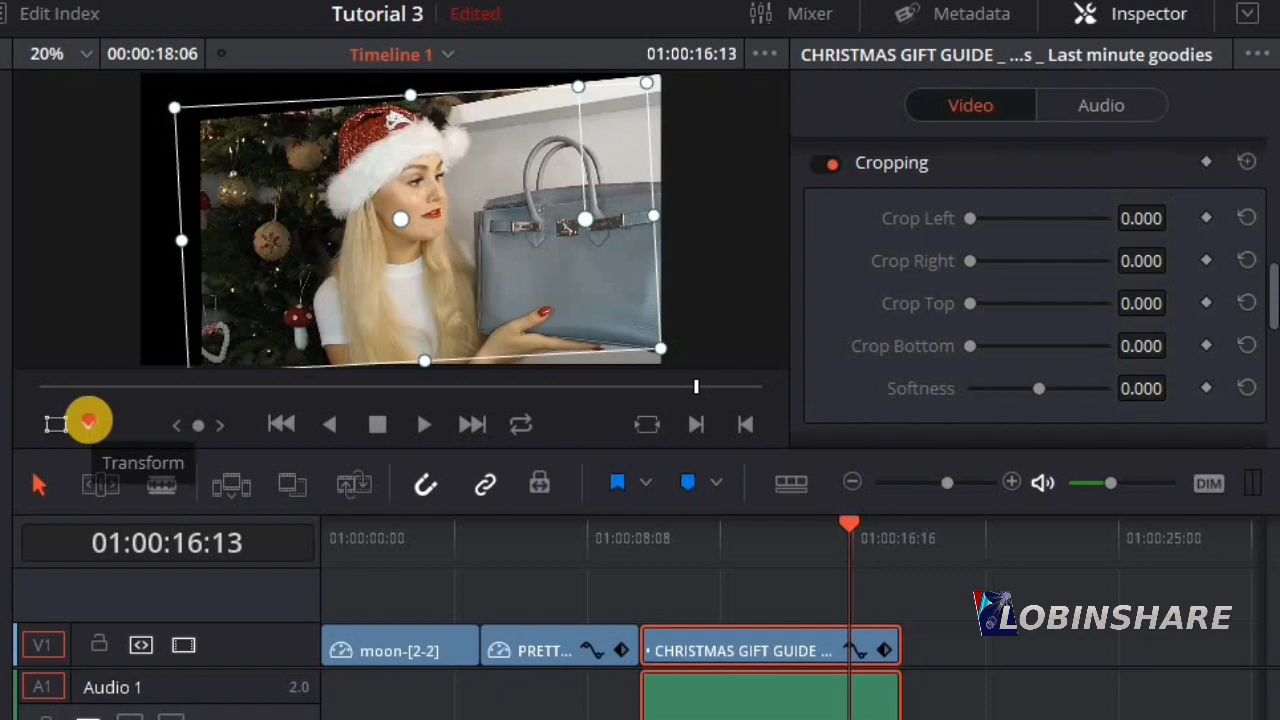 Edit Index
Tutorial 3
Edited
Mixer
Metadata
Inspector
20%
00:00:18:06
Timeline 1
01:00:16:13
CHRISTMAS GIFT GUIDE _ ...s _ Last minute goodies
Video
Audio
Cropping
Crop Left
0.000
Crop Right
0.000
Crop Top
0.000
Crop Bottom
0.000
Softness
0.000
Transform
DIM
01:00:16:13
01:00:00:00
01:00:08:08
01:00:16:16
01:00:25:00
LOBINSHARE
V1
moon-[2-2]
PRETT...
• CHRISTMAS GIFT GUIDE ...
A1
Audio 1
2.0